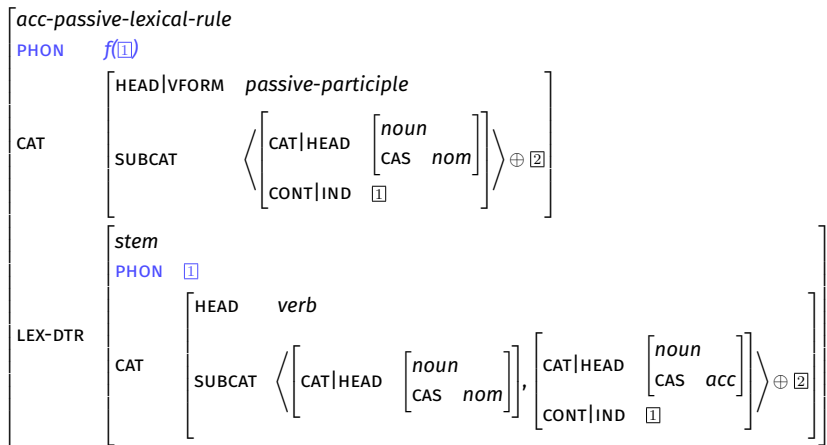 acc-passive-lexical-rule
PHON f(1)
HEAD|VFORM passive-participle
CAT
SUBCAT ⟨[CAT|HEAD [noun
CAS nom]
CONT|IND 1]⟩ ⊕ 2
stem
PHON 1
HEAD verb
LEX-DTR
CAT
SUBCAT ⟨[CAT|HEAD [noun
CAS nom]], [CAT|HEAD [noun
CAS acc]
CONT|IND 1]⟩ ⊕ 2